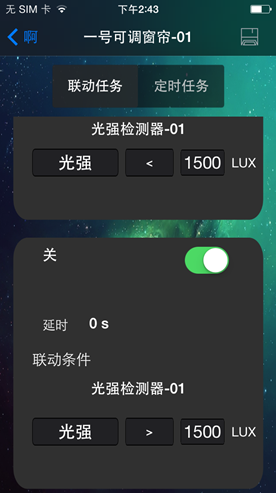 无 SIM 卡 下午2:43
啊 一号可调窗帘-01
联动任务 定时任务
光强检测器-01
光强 < 1500 LUX
关
延时 0 s
联动条件
光强检测器-01
光强 > 1500 LUX